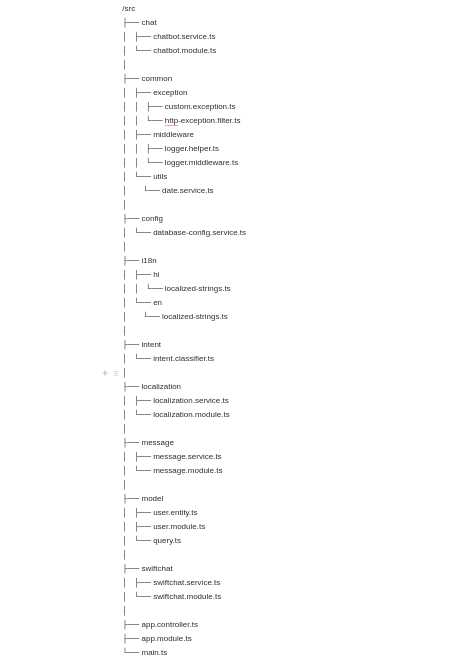 /src
├── chat
│   ├── chatbot.service.ts
│   └── chatbot.module.ts
│
├── common
│   ├── exception
│   │   ├── custom.exception.ts
│   │   └── http-exception.filter.ts
│   ├── middleware
│   │   ├── logger.helper.ts
│   │   └── logger.middleware.ts
│   └── utils
│       └── date.service.ts
│
├── config
│   └── database-config.service.ts
│
├── i18n
│   ├── hi
│   │   └── localized-strings.ts
│   └── en
│       └── localized-strings.ts
│
├── intent
│   └── intent.classifier.ts
│
├── localization
│   ├── localization.service.ts
│   └── localization.module.ts
│
├── message
│   ├── message.service.ts
│   └── message.module.ts
│
├── model
│   ├── user.entity.ts
│   ├── user.module.ts
│   └── query.ts
│
├── swiftchat
│   ├── swiftchat.service.ts
│   └── swiftchat.module.ts
│
├── app.controller.ts
├── app.module.ts
└── main.ts